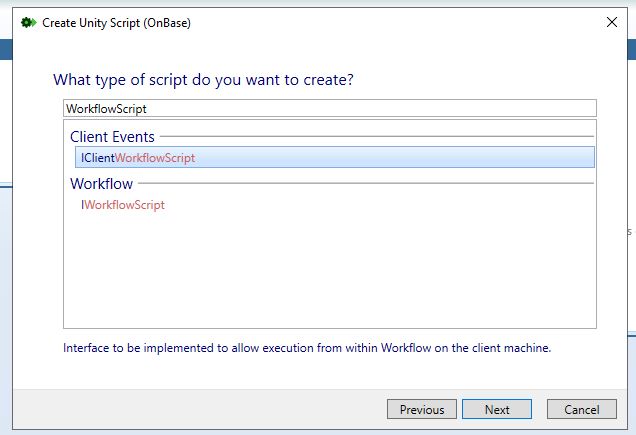 Create Unity Script (OnBase)
What type of script do you want to create?
WorkflowScript
Client Events
IClientWorkflowScript
Workflow
IWorkflowScript
s
Interface to be implemented to allow execution from within Workflow on the client machine.
Previous Next Cancel